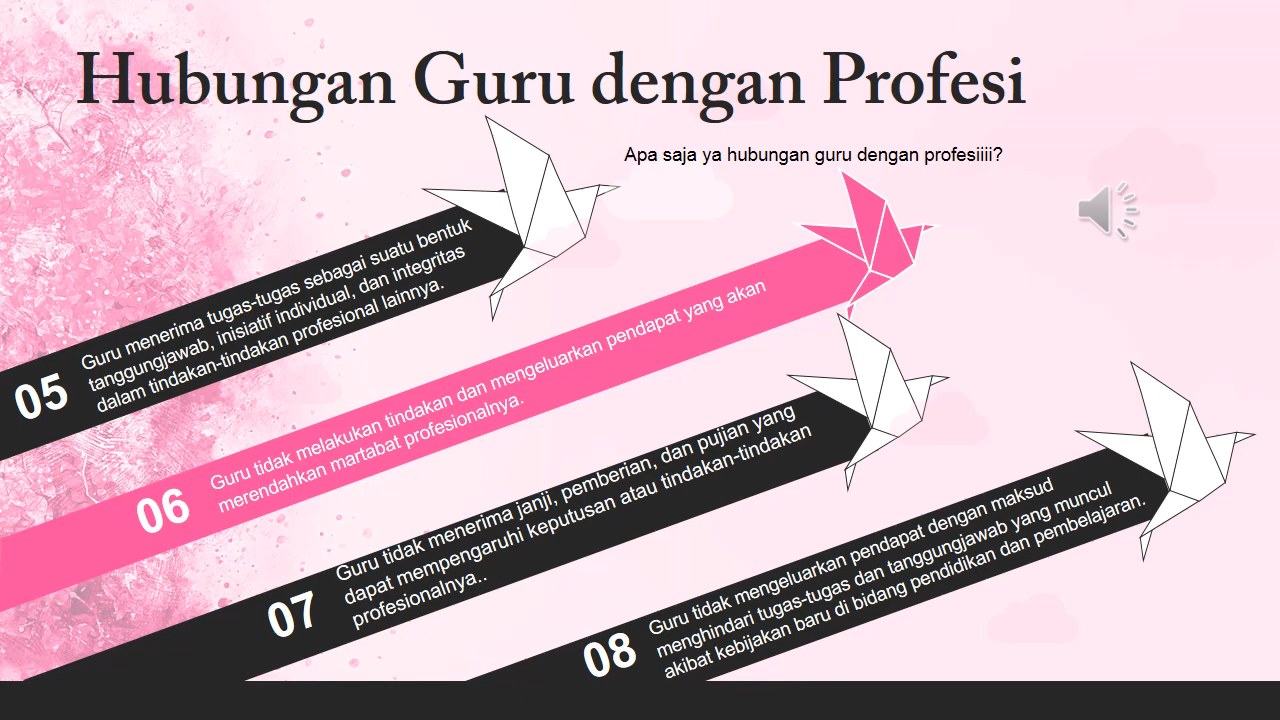 Hubungan Guru dengan Profesi
Apa saja ya hubungan guru dengan profesiiii?
05
Guru menerima tugas-tugas sebagai suatu bentuk
tanggungjawab, inisiatif individual, dan integritas
dalam tindakan-tindakan profesional lainnya.
06
Guru tidak melakukan tindakan dan mengeluarkan pendapat yang akan
merendahkan martabat profesionalnya.
07
Guru tidak menerima janji, pemberian, dan pujian yang
dapat mempengaruhi keputusan atau tindakan-tindakan
profesionalnya..
08
Guru tidak mengeluarkan pendapat dengan maksud
menghindari tugas-tugas dan tanggungjawab yang muncul
akibat kebijakan baru di bidang pendidikan dan pembelajaran.